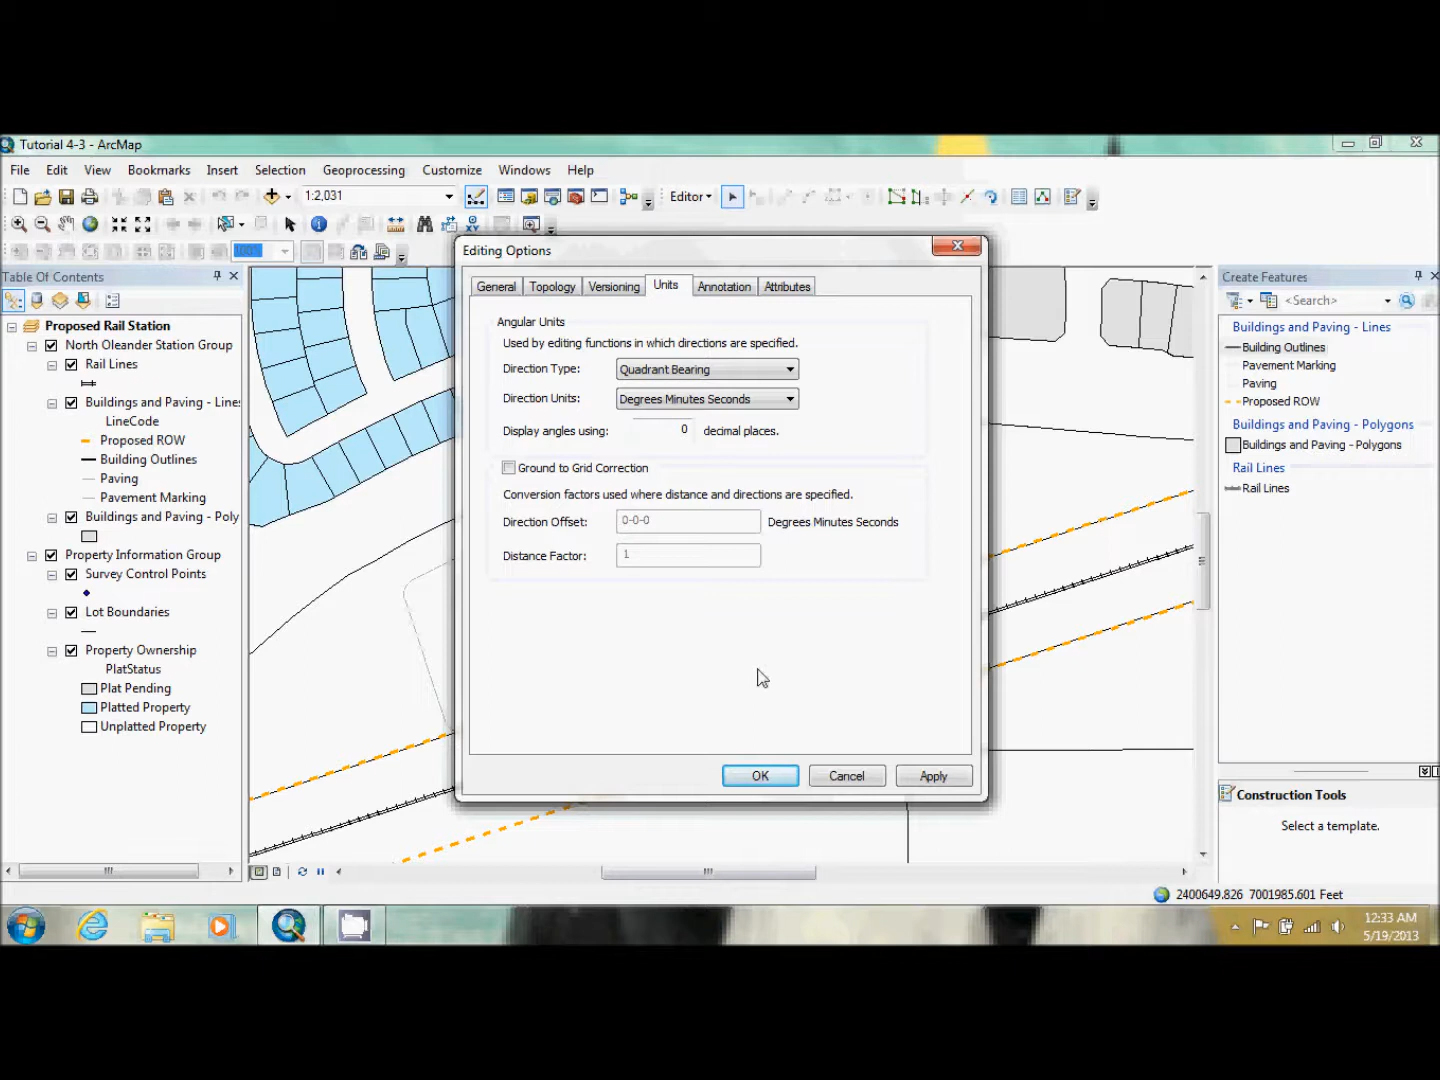 Tutorial 4-3 - ArcMap
File Edit View Bookmarks Insert Selection Geoprocessing Customize Windows Help
1:2,031 Editor
100%
Table Of Contents
Proposed Rail Station
North Oleander Station Group
Rail Lines
Buildings and Paving - Lines
LineCode
Proposed ROW
Building Outlines
Paving
Pavement Marking
Buildings and Paving - Poly
Property Information Group
Survey Control Points
Lot Boundaries
Property Ownership
PlatStatus
Plat Pending
Platted Property
Unplatted Property
Editing Options
General Topology Versioning Units Annotation Attributes
Angular Units
Used by editing functions in which directions are specified.
Direction Type: Quadrant Bearing
Direction Units: Degrees Minutes Seconds
Display angles using: 0 decimal places.
Ground to Grid Correction
Conversion factors used where distance and directions are specified.
Direction Offset: 0-0-0 Degrees Minutes Seconds
Distance Factor: 1
OK Cancel Apply
Create Features
<Search>
Buildings and Paving - Lines
Building Outlines
Pavement Marking
Paving
Proposed ROW
Buildings and Paving - Polygons
Buildings and Paving - Polygons
Rail Lines
Rail Lines
Construction Tools
Select a template.
2400649.826 7001985.601 Feet
12:33 AM
5/19/2013